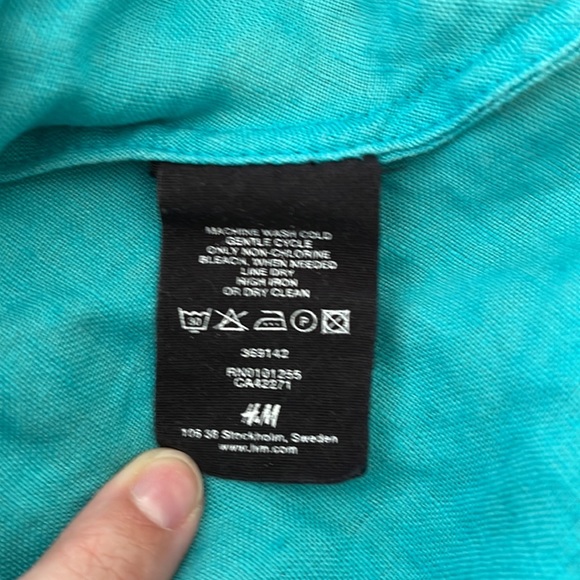 MACHINE WASH COLD
GENTLE CYCLE
ONLY NON-CHLORINE
BLEACH, WHEN NEEDED
LINE DRY
HIGH IRON
OR DRY CLEAN
30 P
369142
RN0101255
CA42271
H&M
106 38 Stockholm, Sweden
www.hm.com